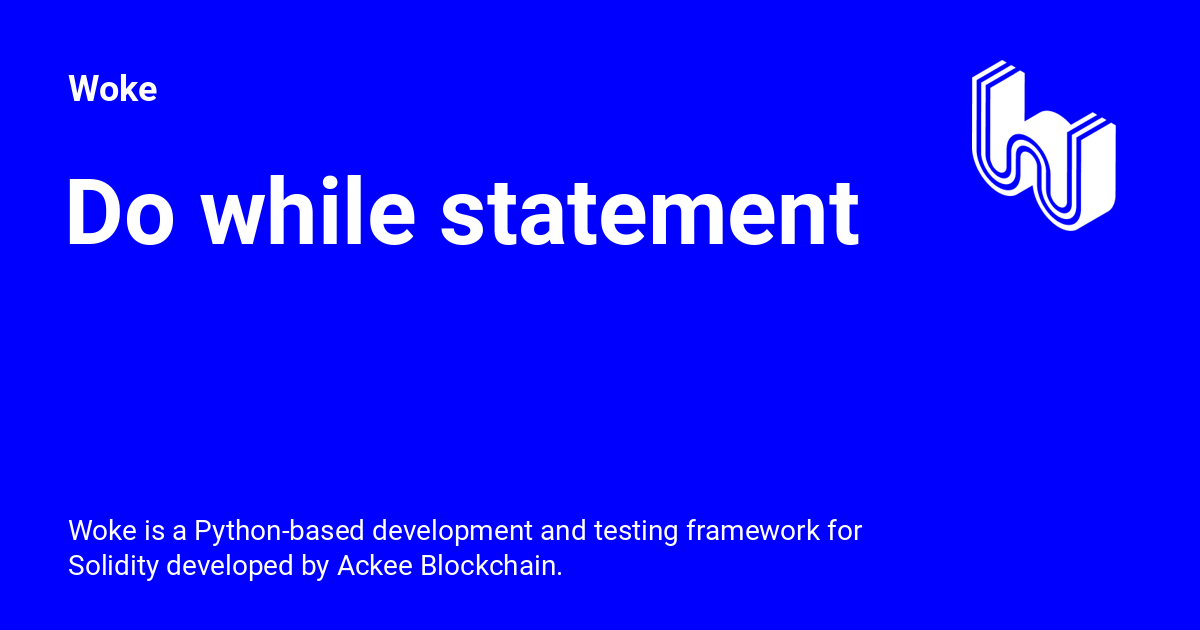 Woke
Do while statement
Woke is a Python-based development and testing framework for
Solidity developed by Ackee Blockchain.